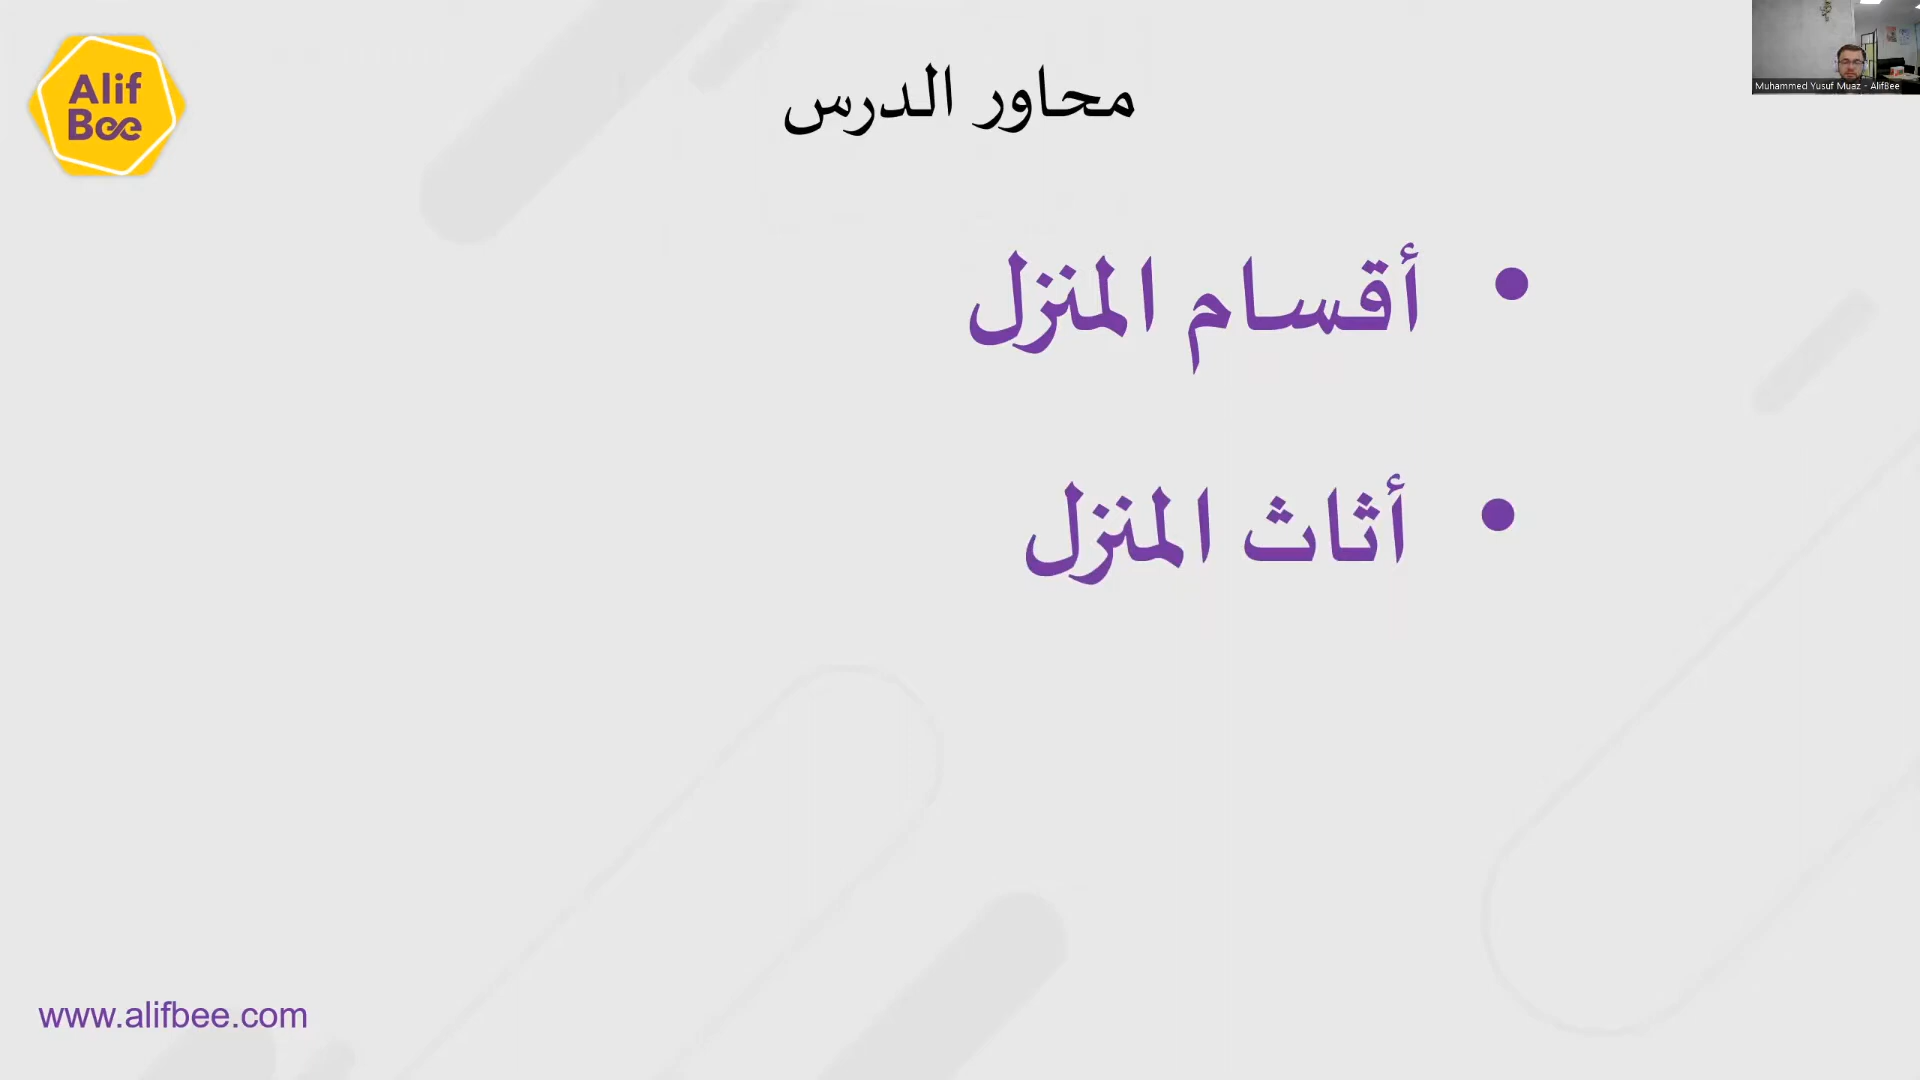 Alif
Bee
محاور الدرس
Muhammed Yusuf Muaz - AlifBee
• أقسام المنزل
• أثاث المنزل
www.alifbee.com